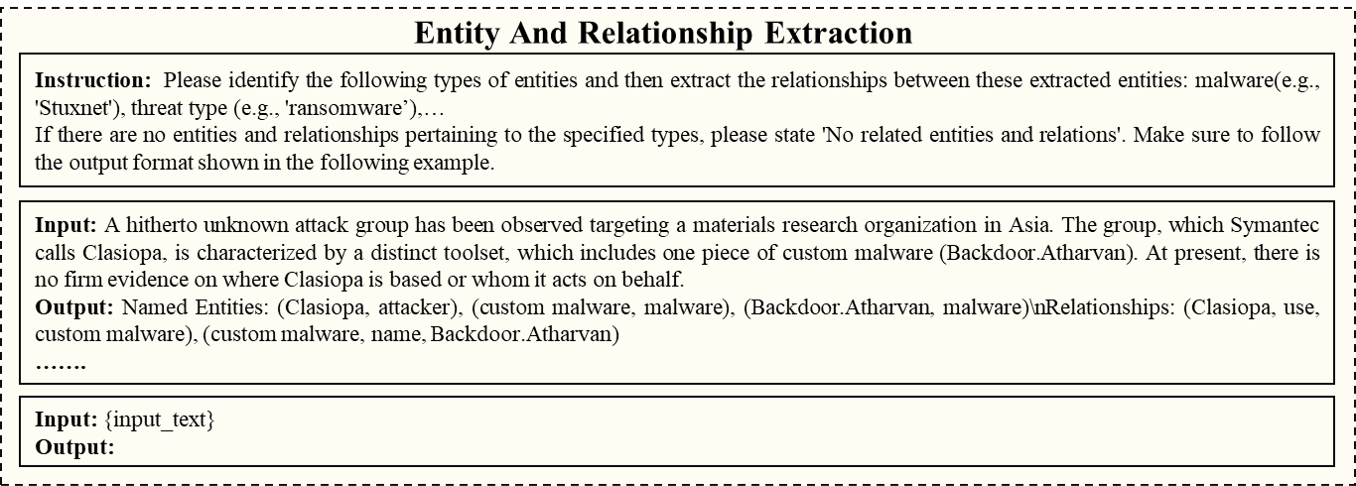 Entity And Relationship Extraction
Instruction: Please identify the following types of entities and then extract the relationships between these extracted entities: malware(e.g.,
'Stuxnet'), threat type (e.g., 'ransomware’),…
If there are no entities and relationships pertaining to the specified types, please state 'No related entities and relations'. Make sure to follow
the output format shown in the following example.
Input: A hitherto unknown attack group has been observed targeting a materials research organization in Asia. The group, which Symantec
calls Clasiopa, is characterized by a distinct toolset, which includes one piece of custom malware (Backdoor.Atharvan). At present, there is
no firm evidence on where Clasiopa is based or whom it acts on behalf.
Output: Named Entities: (Clasiopa, attacker), (custom malware, malware), (Backdoor.Atharvan, malware)\nRelationships: (Clasiopa, use,
custom malware), (custom malware, name, Backdoor.Atharvan)
…….
Input: {input_text}
Output: